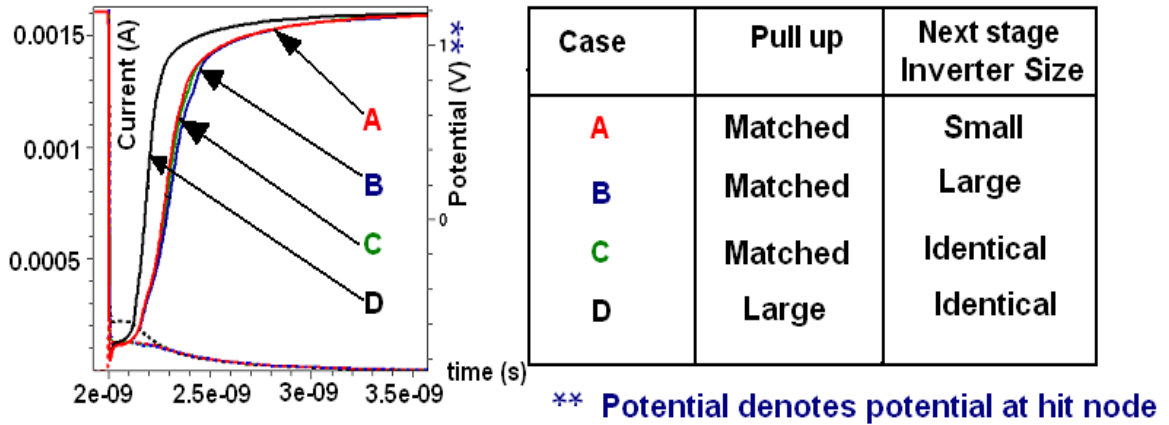 0.0015
0.001
0.0005
Current (A)
Potential (V) **
1
0
A
B
C
D
2e-09 2.5e-09 3e-09 3.5e-09
time (s)
Case Pull up Next stage Inverter Size
A Matched Small
B Matched Large
C Matched Identical
D Large Identical
** Potential denotes potential at hit node